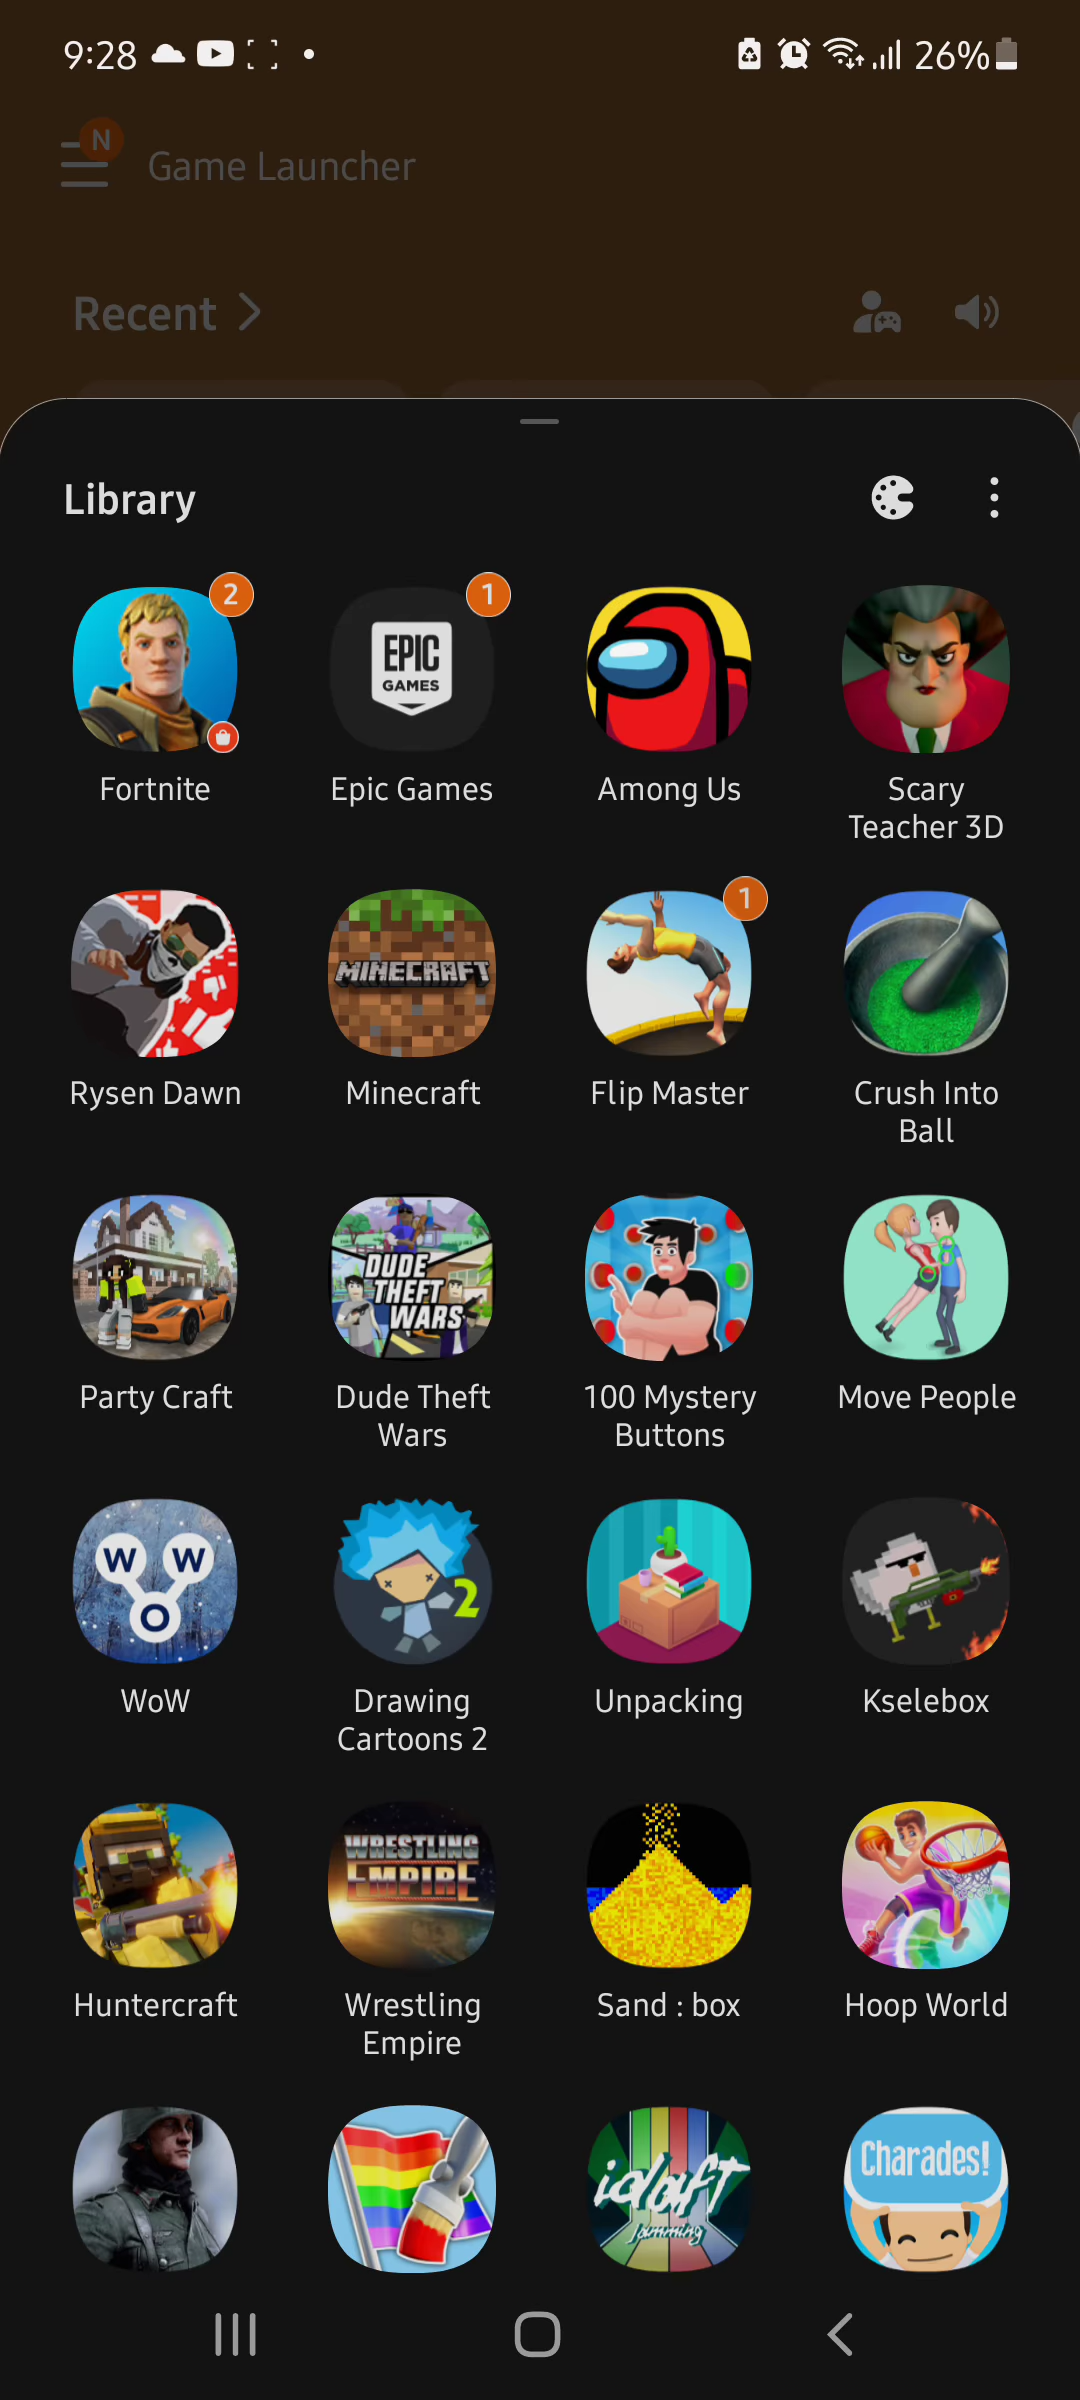 9:28
26%
N
Game Launcher
Recent
Library
2
1
EPIC
GAMES
Fortnite
Epic Games
Among Us
Scary
Teacher 3D
MINECRAFT
1
Rysen Dawn
Minecraft
Flip Master
Crush Into
Ball
DUDE
THEFT
WARS
Party Craft
Dude Theft
Wars
100 Mystery
Buttons
Move People
W W
O
2
WoW
Drawing
Cartoons 2
Unpacking
Kselebox
WRESTLING
EMPIRE
Huntercraft
Wrestling
Empire
Sand : box
Hoop World
idaft
jamming
Charades!